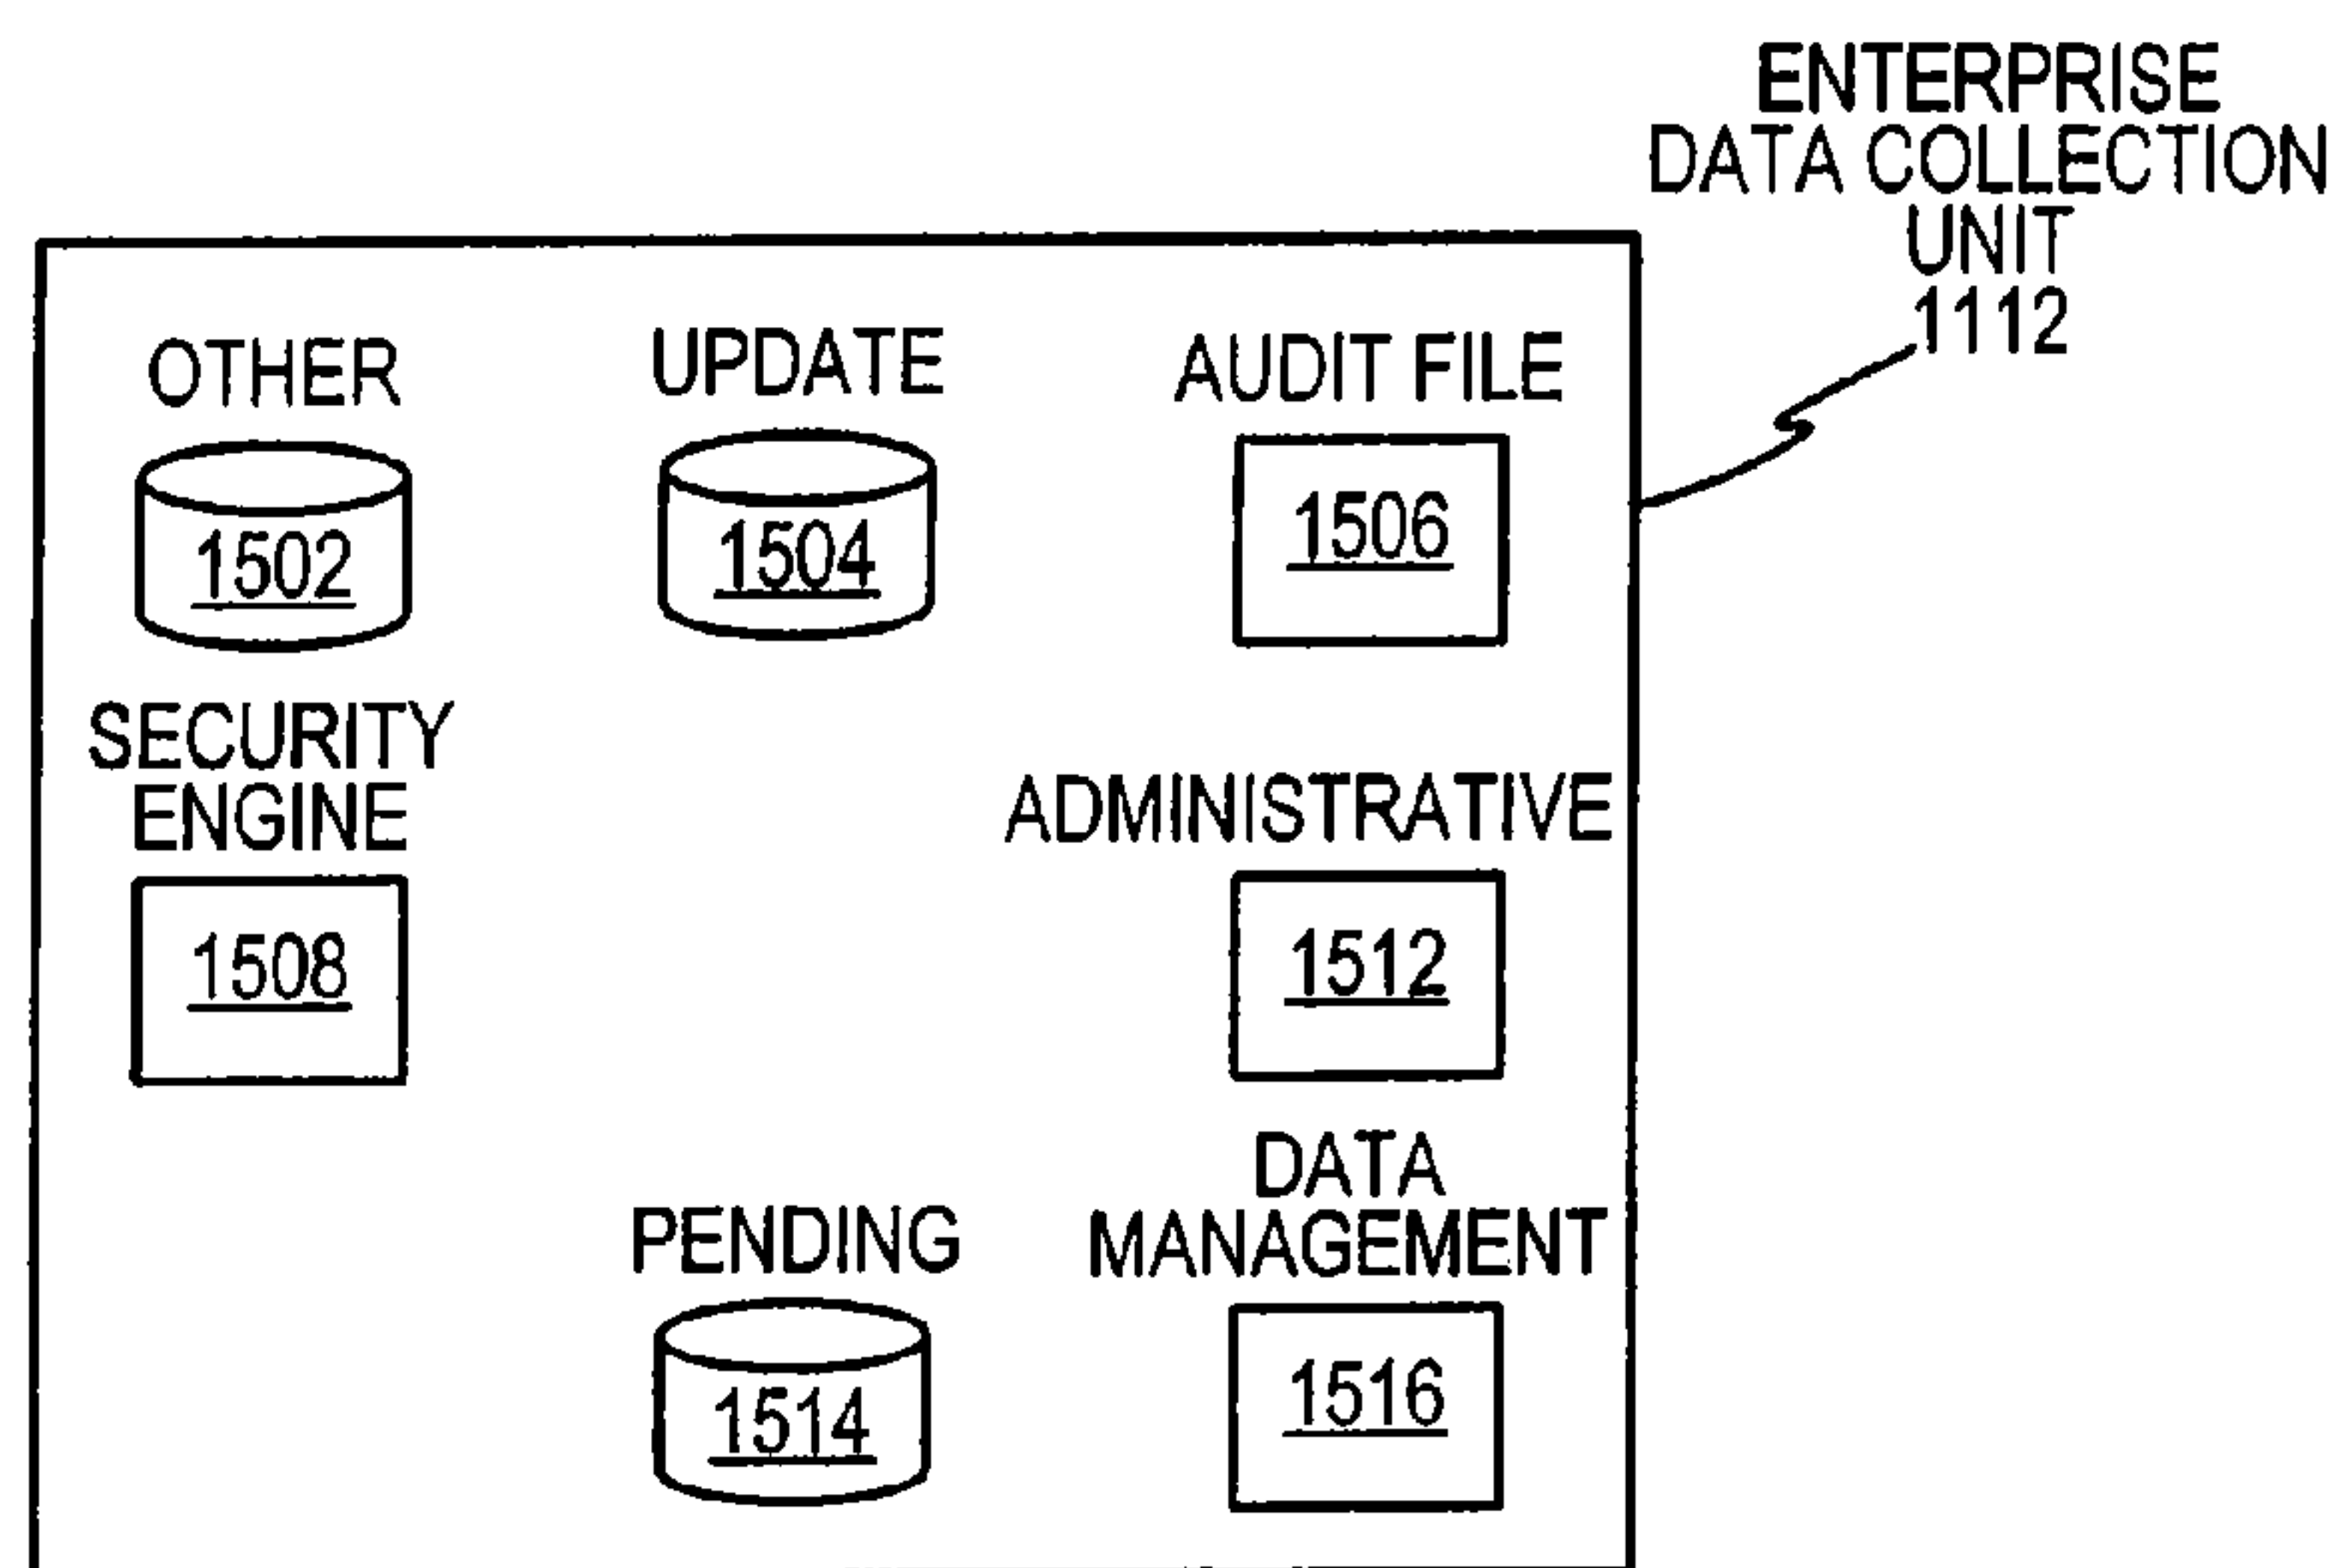 ENTERPRISE
DATA COLLECTION
UNIT
1112
OTHER
UPDATE
AUDIT FILE
1502
1504
1506
SECURITY
ENGINE
ADMINISTRATIVE
1508
1512
PENDING
DATA
MANAGEMENT
1514
1516